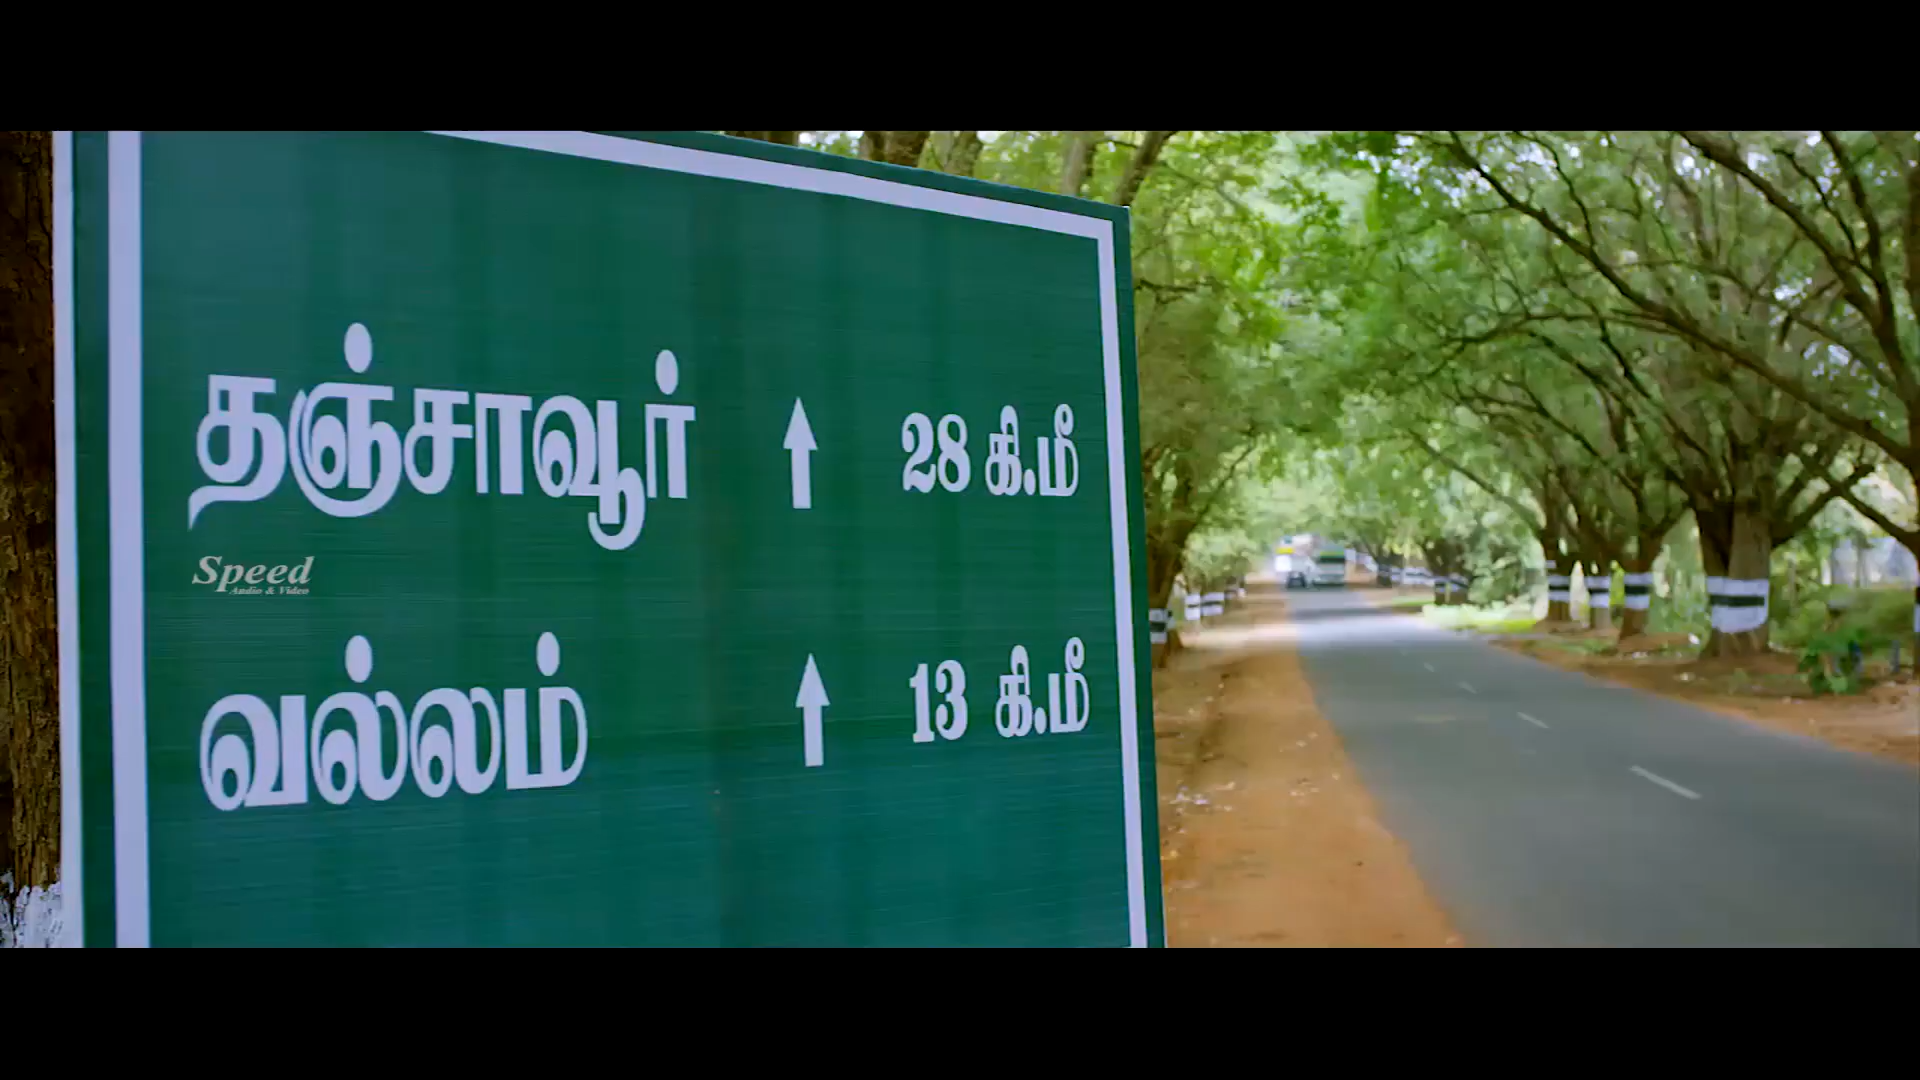 தஞ்சாவூர் ↑ 28 கி.மீ
Speed
Audio & Video
வல்லம் ↑ 13 கி.மீ